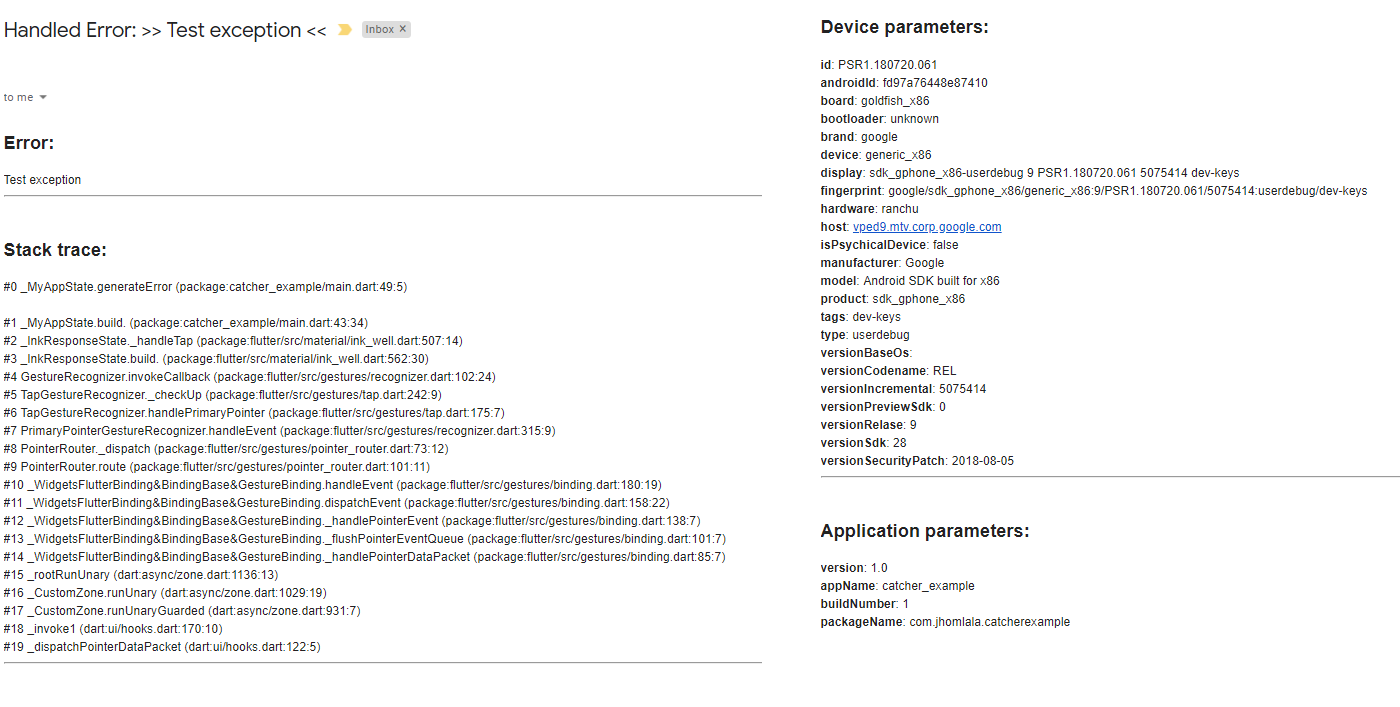 Handled Error: >> Test exception <<
Inbox ×
to me
Error:
Test exception
Stack trace:
#0 _MyAppState.generateError (package:catcher_example/main.dart:49:5)
#1 _MyAppState.build. (package:catcher_example/main.dart:43:34)
#2 _InkResponseState._handleTap (package:flutter/src/material/ink_well.dart:507:14)
#3 _InkResponseState.build. (package:flutter/src/material/ink_well.dart:562:30)
#4 GestureRecognizer.invokeCallback (package:flutter/src/gestures/recognizer.dart:102:24)
#5 TapGestureRecognizer._checkUp (package:flutter/src/gestures/tap.dart:242:9)
#6 TapGestureRecognizer.handlePrimaryPointer (package:flutter/src/gestures/tap.dart:175:7)
#7 PrimaryPointerGestureRecognizer.handleEvent (package:flutter/src/gestures/recognizer.dart:315:9)
#8 PointerRouter._dispatch (package:flutter/src/gestures/pointer_router.dart:73:12)
#9 PointerRouter.route (package:flutter/src/gestures/pointer_router.dart:101:11)
#10 _WidgetsFlutterBinding&BindingBase&GestureBinding.handleEvent (package:flutter/src/gestures/binding.dart:180:19)
#11 _WidgetsFlutterBinding&BindingBase&GestureBinding.dispatchEvent (package:flutter/src/gestures/binding.dart:158:22)
#12 _WidgetsFlutterBinding&BindingBase&GestureBinding._handlePointerEvent (package:flutter/src/gestures/binding.dart:138:7)
#13 _WidgetsFlutterBinding&BindingBase&GestureBinding._flushPointerEventQueue (package:flutter/src/gestures/binding.dart:101:7)
#14 _WidgetsFlutterBinding&BindingBase&GestureBinding._handlePointerDataPacket (package:flutter/src/gestures/binding.dart:85:7)
#15 _rootRunUnary (dart:async/zone.dart:1136:13)
#16 _CustomZone.runUnary (dart:async/zone.dart:1029:19)
#17 _CustomZone.runUnaryGuarded (dart:async/zone.dart:931:7)
#18 _invoke1 (dart:ui/hooks.dart:170:10)
#19 _dispatchPointerDataPacket (dart:ui/hooks.dart:122:5)
Device parameters:
id: PSR1.180720.061
androidId: fd97a76448e87410
board: goldfish_x86
bootloader: unknown
brand: google
device: generic_x86
display: sdk_gphone_x86-userdebug 9 PSR1.180720.061 5075414 dev-keys
fingerprint: google/sdk_gphone_x86/generic_x86:9/PSR1.180720.061/5075414:userdebug/dev-keys
hardware: ranchu
host: vped9.mtv.corp.google.com
isPsychicalDevice: false
manufacturer: Google
model: Android SDK built for x86
product: sdk_gphone_x86
tags: dev-keys
type: userdebug
versionBaseOs:
versionCodename: REL
versionIncremental: 5075414
versionPreviewSdk: 0
versionRelase: 9
versionSdk: 28
versionSecurityPatch: 2018-08-05
Application parameters:
version: 1.0
appName: catcher_example
buildNumber: 1
packageName: com.jhomlala.catcherexample